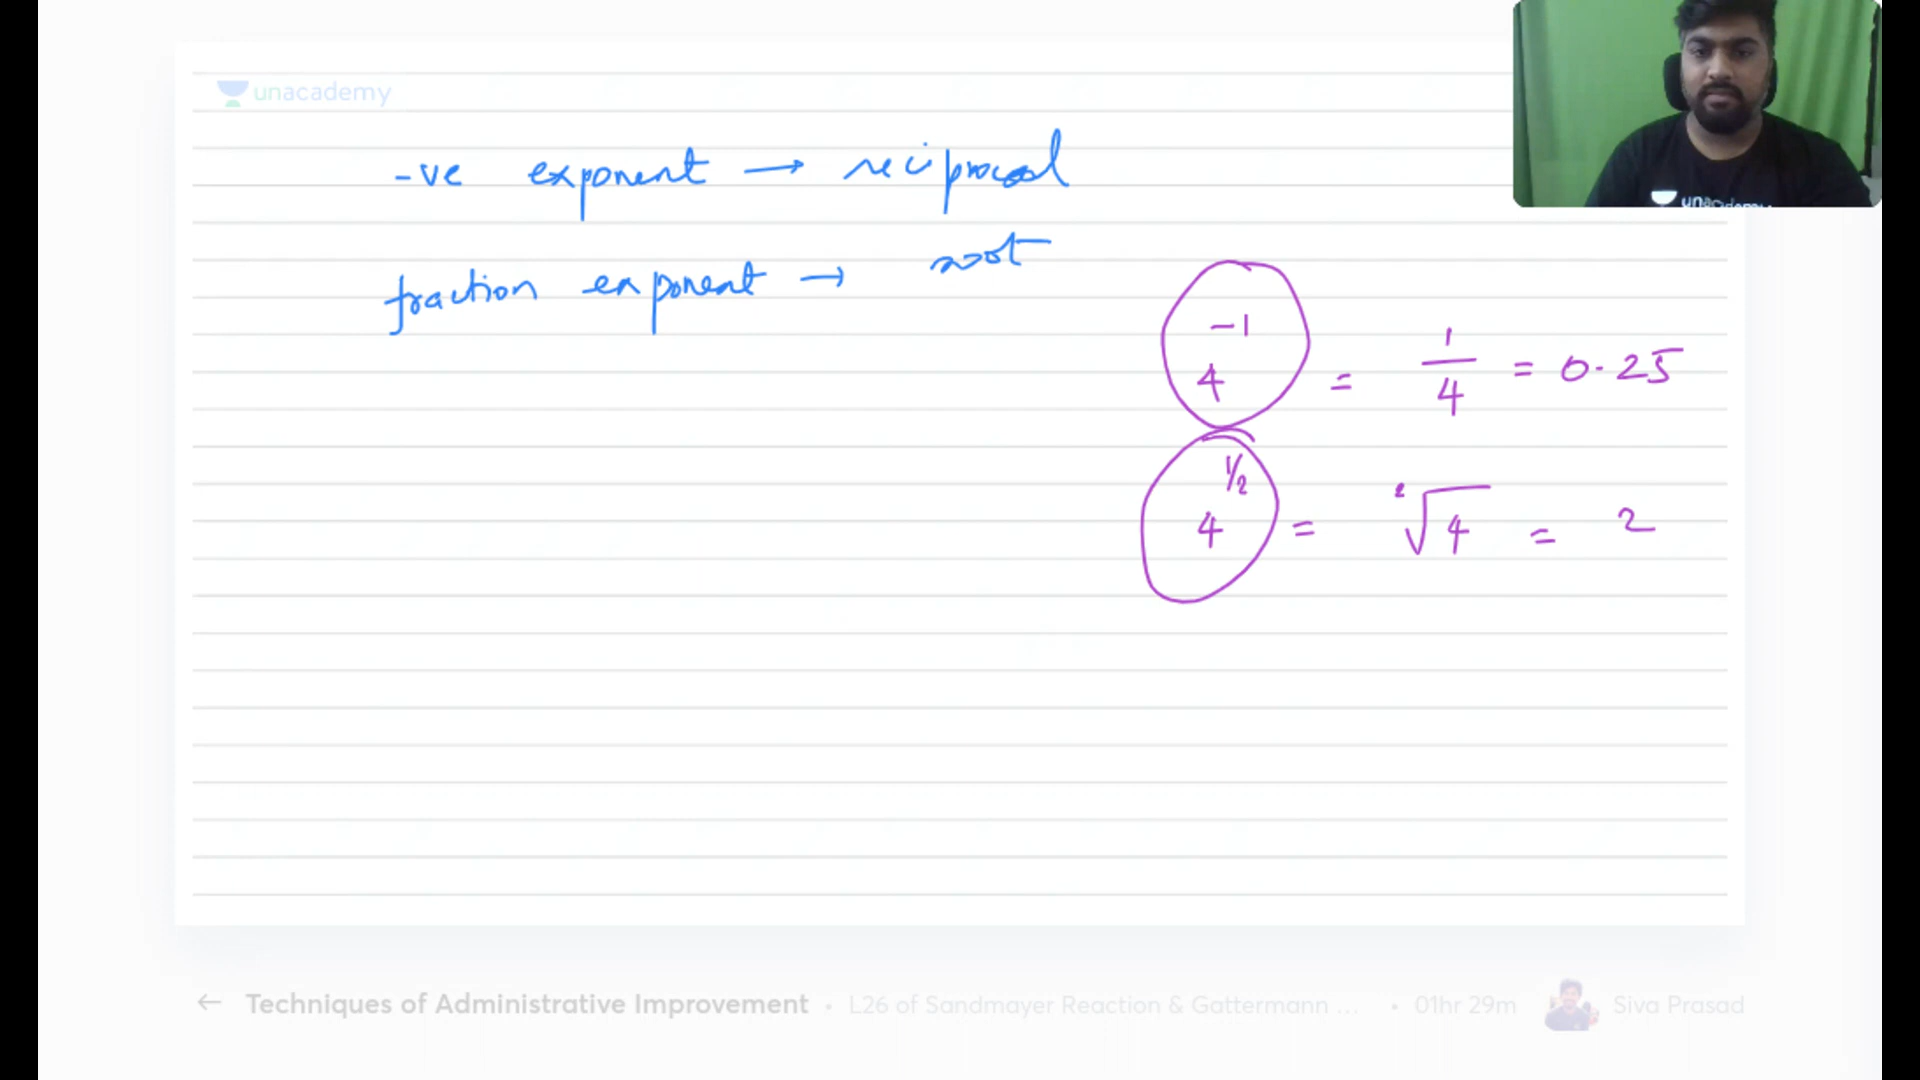 unacademy
-ve exponent → reciprocal
fraction exponent → root
4^-1 = 1/4 = 0.25
4^1/2 = ²√4 = 2
unacademy
← Techniques of Administrative Improvement • L26 of Sandmayer Reaction & Gattermann ... • 01hr 29m Siva Prasad